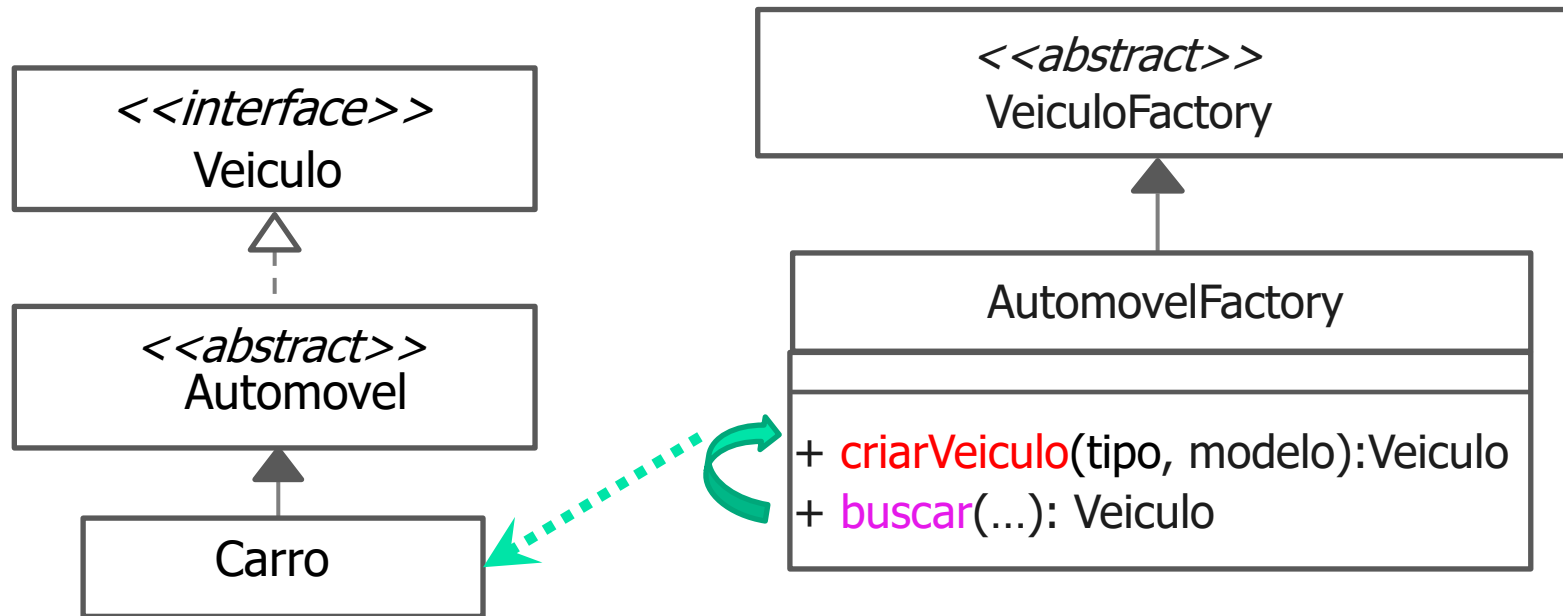 <<interface>>
Veiculo
<<abstract>>
Automovel
Carro
<<abstract>>
VeiculoFactory
AutomovelFactory
+ criarVeiculo(tipo, modelo):Veiculo
+ buscar(...): Veiculo